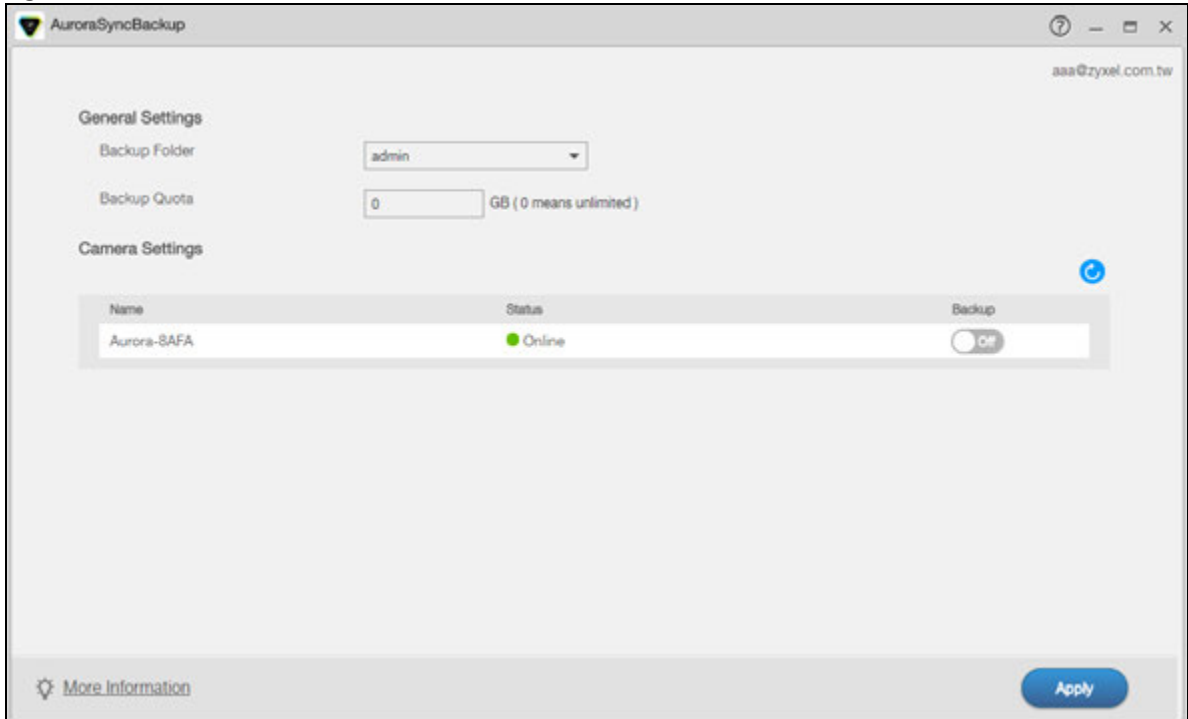 AuroraSyncBackup
aaa@zyxel.com.tw
General Settings
Backup Folder admin
Backup Quota 0 GB ( 0 means unlimited )
Camera Settings
Name Status Backup
Aurora-8AFA Online Off
More Information Apply